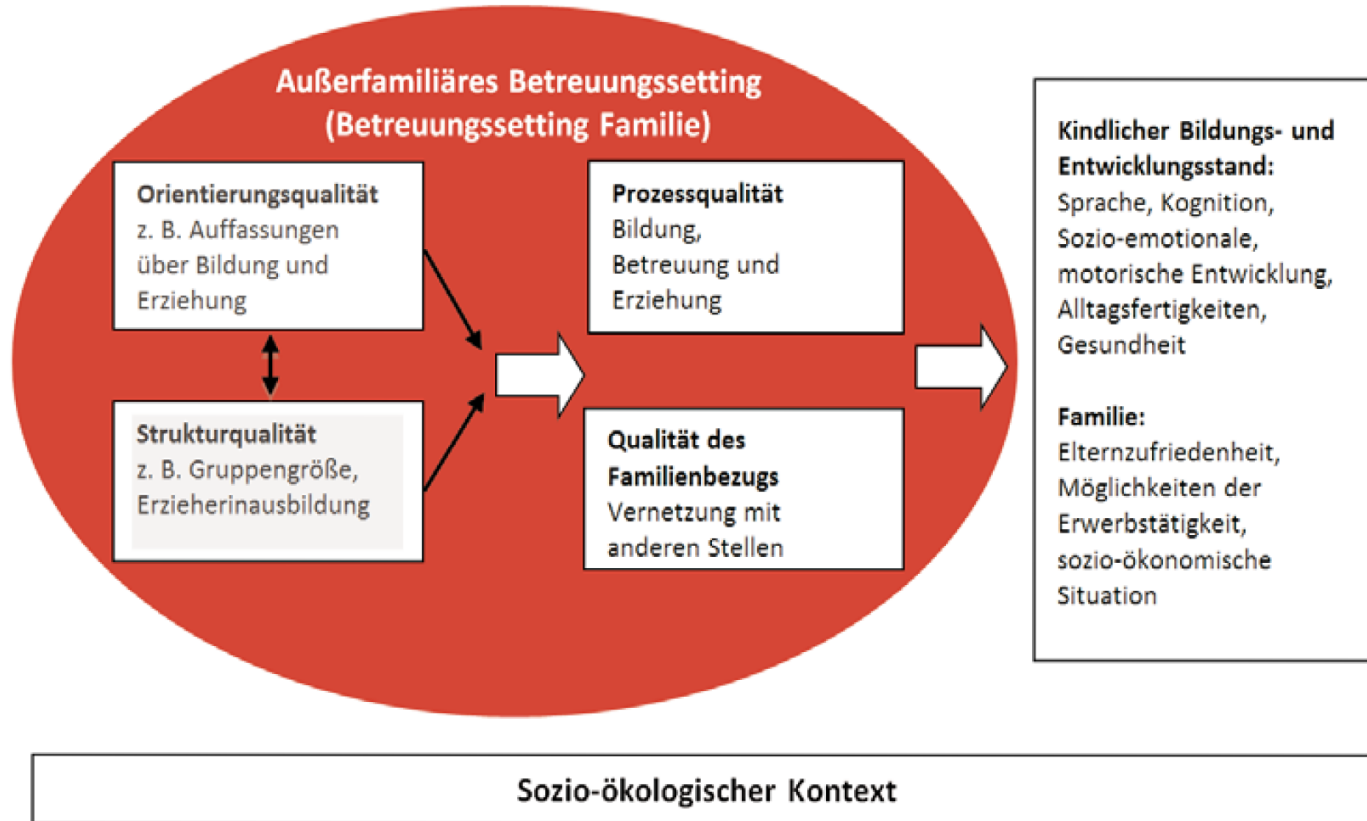 Außerfamiliäres Betreuungssetting
(Betreuungssetting Familie)
Orientierungsqualität
z. B. Auffassungen
über Bildung und
Erziehung
Strukturqualität
z. B. Gruppengröße,
Erzieherinausbildung
Prozessqualität
Bildung,
Betreuung und
Erziehung
Qualität des
Familienbezugs
Vernetzung mit
anderen Stellen
Kindlicher Bildungs- und
Entwicklungsstand:
Sprache, Kognition,
Sozio-emotionale,
motorische Entwicklung,
Alltagsfertigkeiten,
Gesundheit
Familie:
Elternzufriedenheit,
Möglichkeiten der
Erwerbstätigkeit,
sozio-ökonomische
Situation
Sozio-ökologischer Kontext